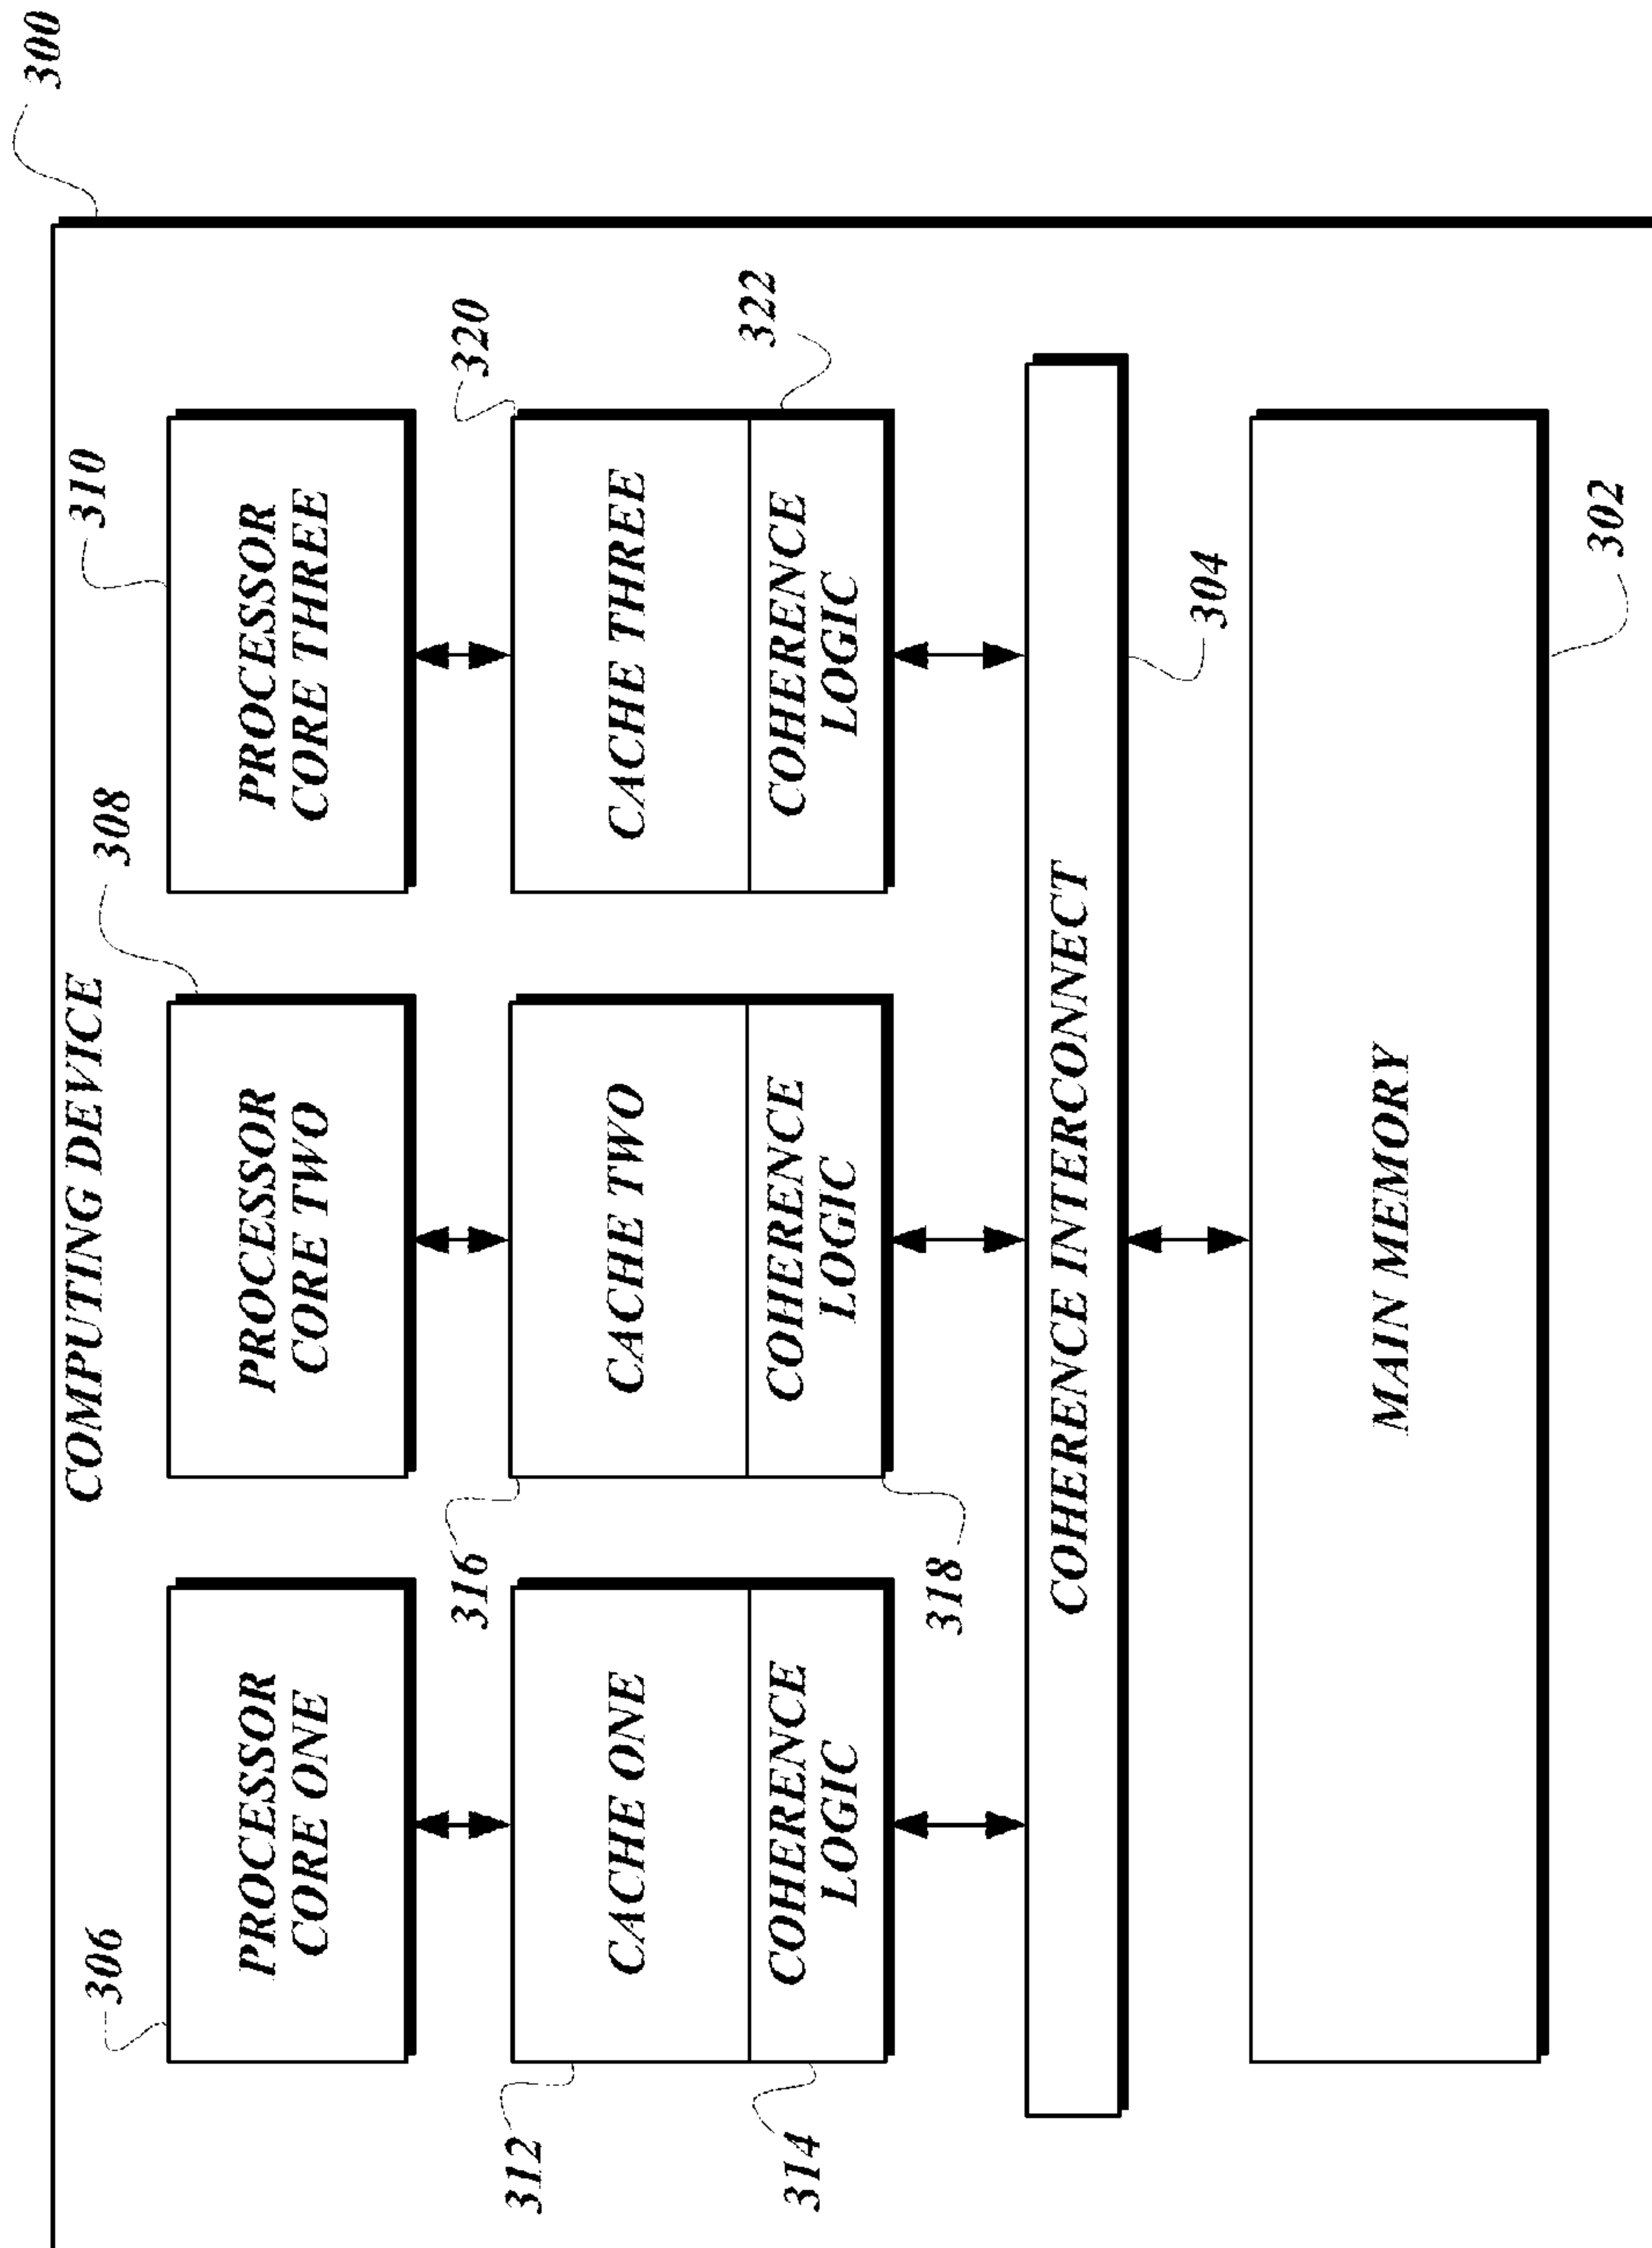 300
COMPUTING DEVICE
306
308
310
PROCESSOR
CORE ONE
PROCESSOR
CORE TWO
PROCESSOR
CORE THREE
312
316
320
CACHE ONE
CACHE TWO
CACHE THREE
314
318
322
COHERENCE
LOGIC
COHERENCE
LOGIC
COHERENCE
LOGIC
COHERENCE INTERCONNECT
304
MAIN MEMORY
302